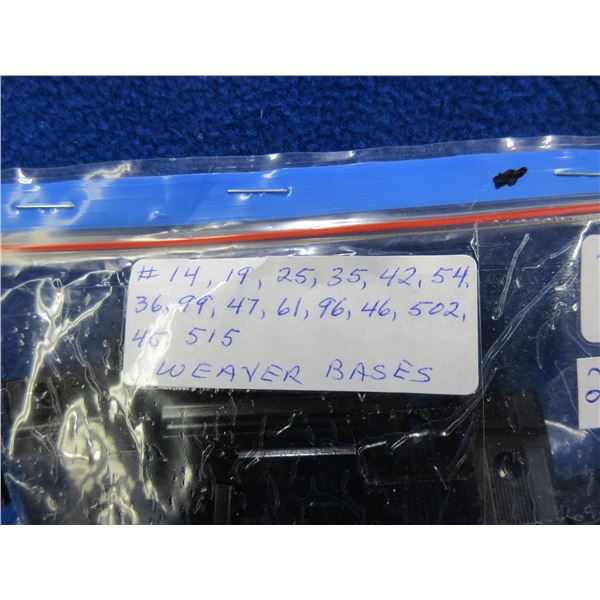 # 14, 19, 25, 35, 42, 54,
36, 99, 47, 61, 96, 46, 502,
45, 515
WEAVER BASES